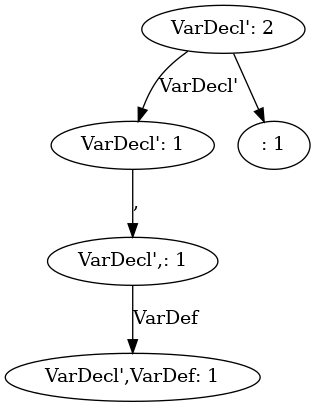 VarDecl': 2
VarDecl'
VarDecl': 1
: 1
,
VarDecl',: 1
VarDef
VarDecl',VarDef: 1